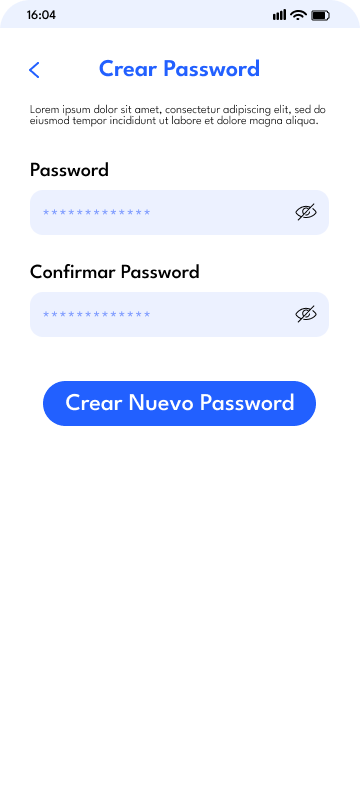 16:04
Crear Password
Lorem ipsum dolor sit amet, consectetur adipiscing elit, sed do
eiusmod tempor incididunt ut labore et dolore magna aliqua.
Password
*************
Confirmar Password
*************
Crear Nuevo Password